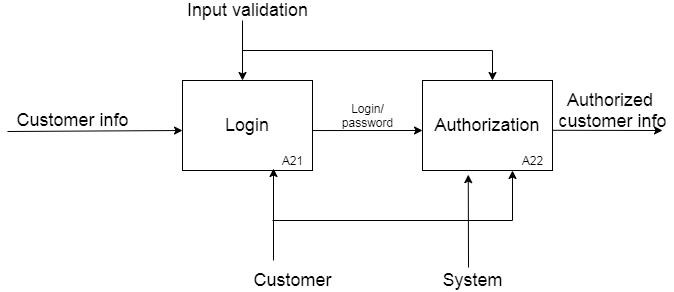 Input validation
Customer info
Login
A21
Login/
password
Authorization
A22
Authorized
customer info
Customer
System